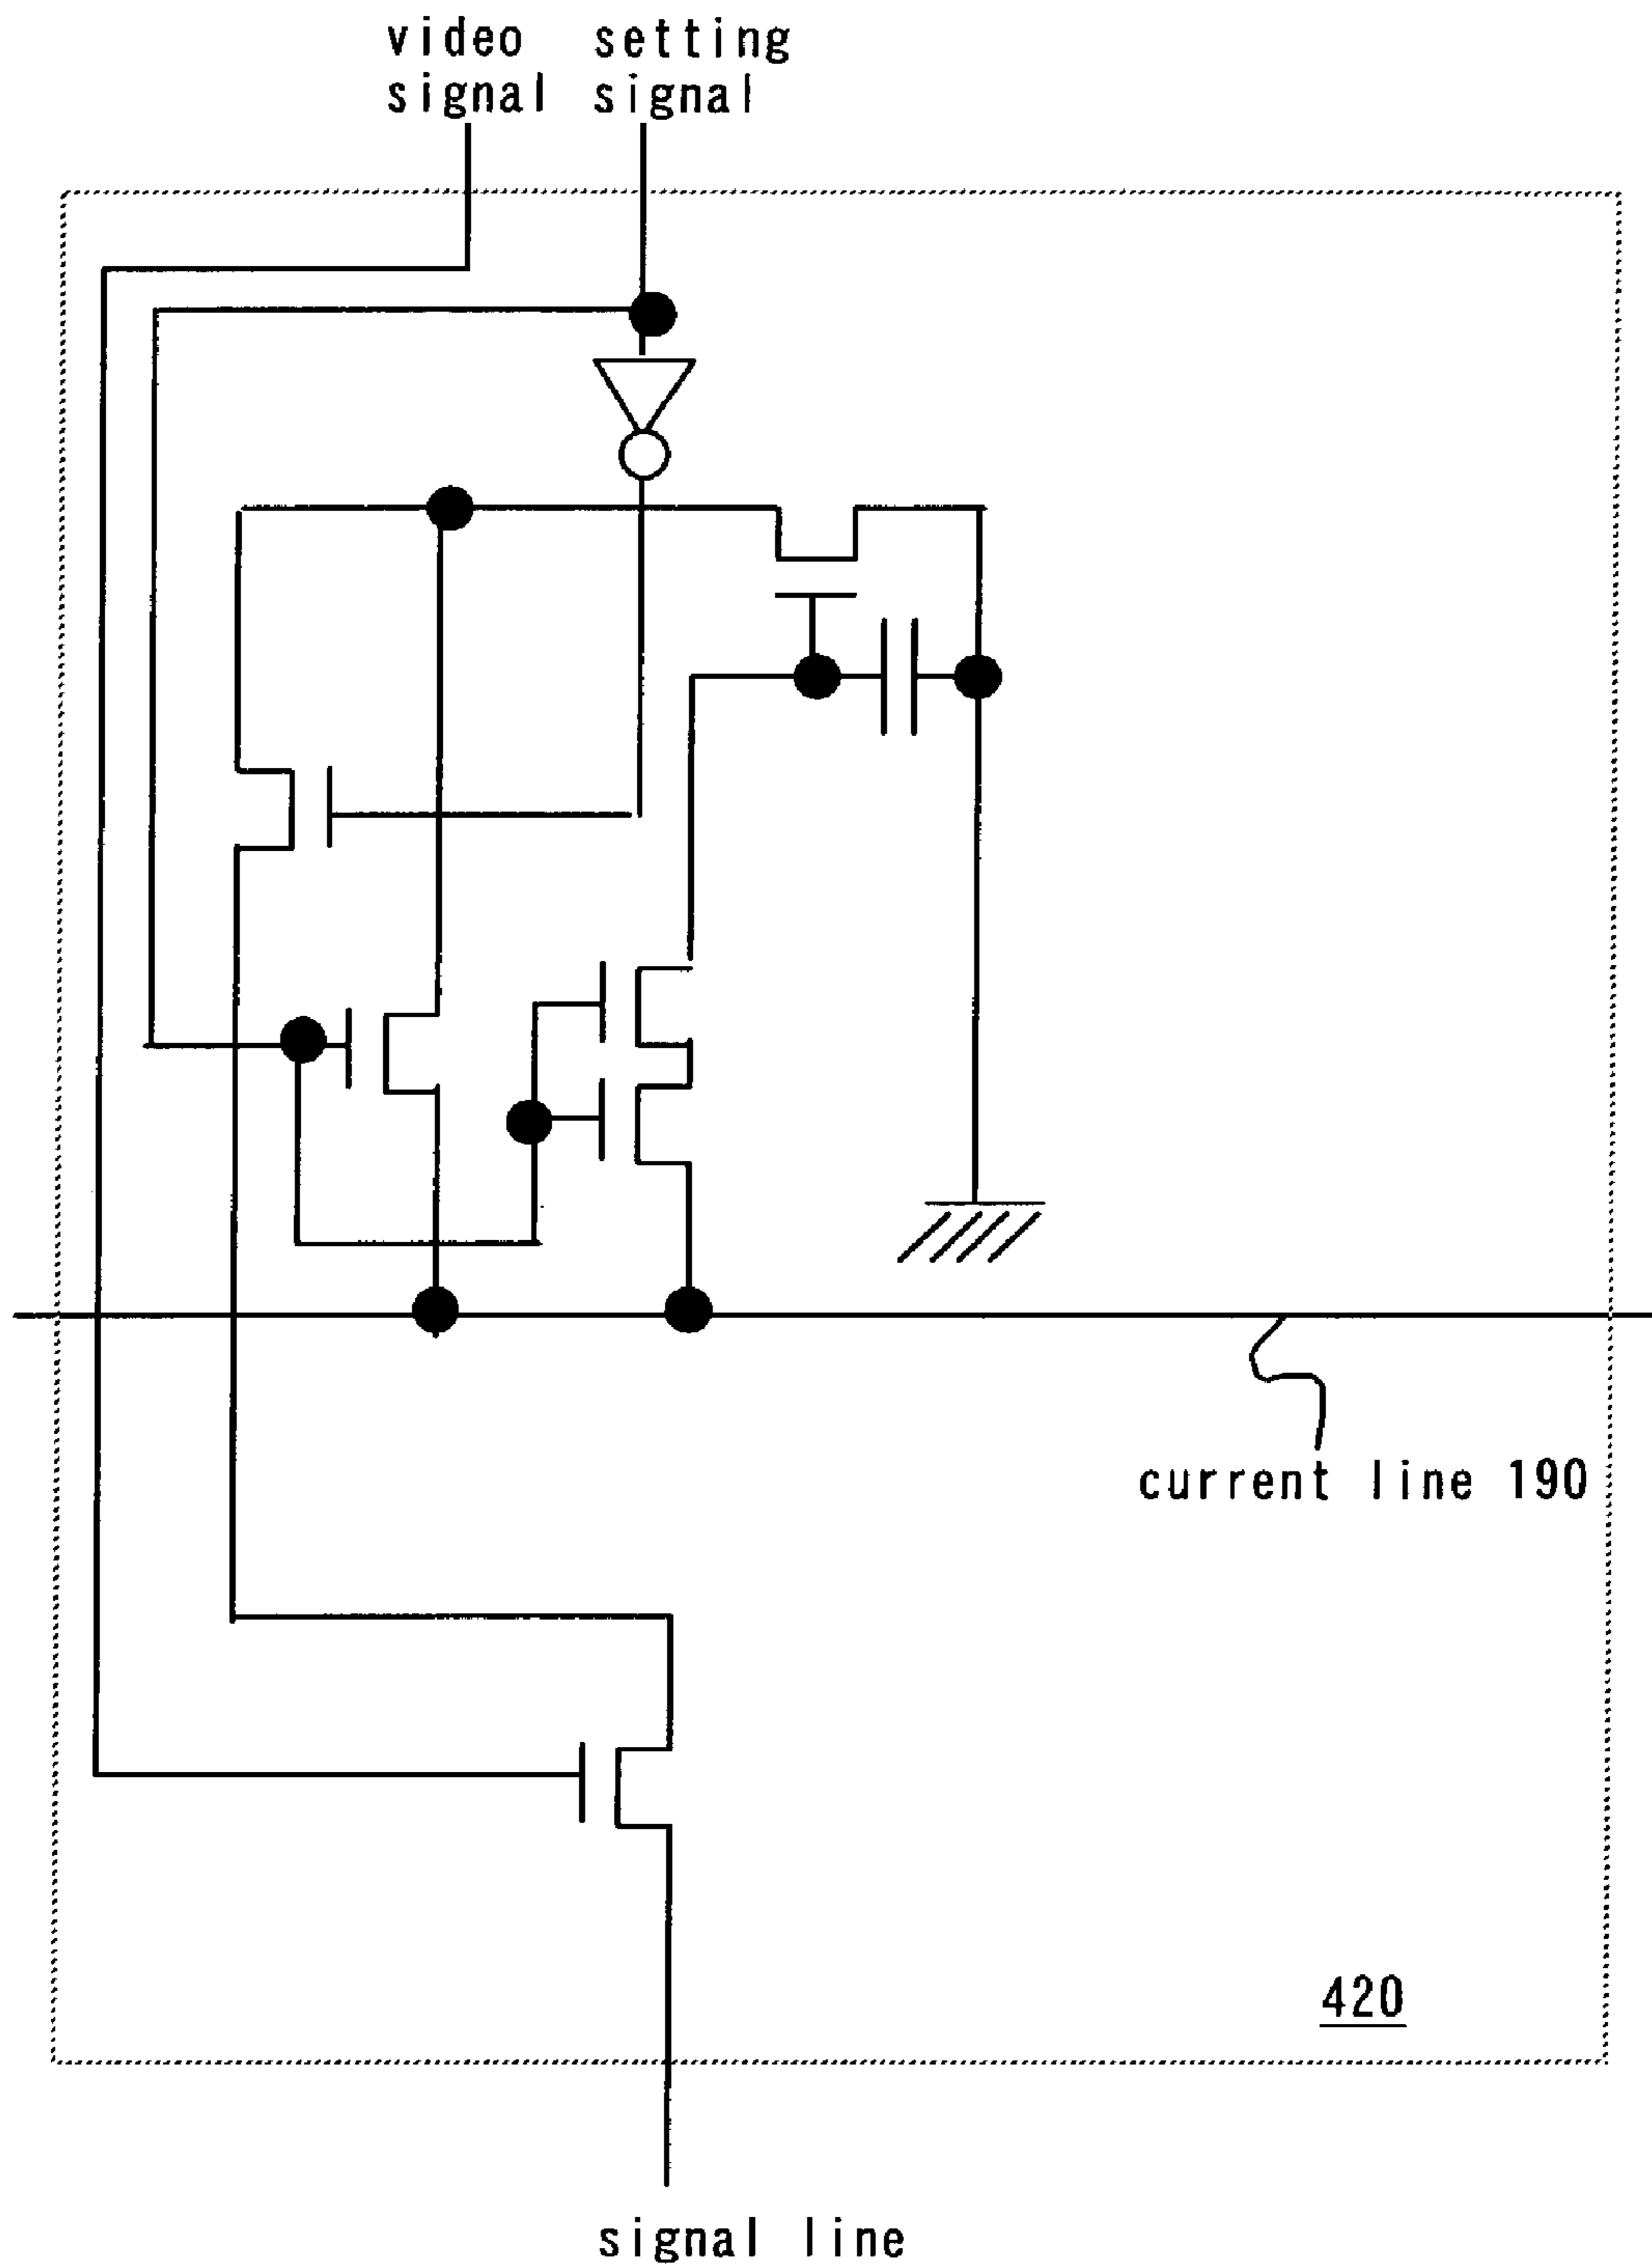 video setting
signal signal
current line 190
420
signal line